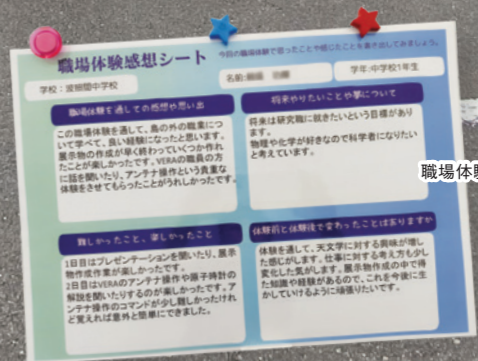 職場体験感想シート
今回の職場体験で思ったことや感じたことを書き出してみましょう。
学校：波照間中学校
名前:
学年:中学校1年生
職場体験を通しての感想や思い出
この職場体験を通して、島の外の職業につ
いて学べて、良い経験になったと思います。
展示物の作成が早く終わっていくつか作れ
たことが楽しかったです。VERAの職員の方
に話を聞いたり、アンテナ操作という貴重な
体験をさせてもらったことがうれしかったです。
将来やりたいことや夢について
将来は研究職に就きたいという目標があり
ます。
物理や化学が好きなので科学者になりたい
と考えています。
難しかったこと、楽しかったこと
1日目はプレゼンテーションを聞いたり、展示
物作成作業が楽しかったです。
2日目はVERAのアンテナ操作や原子時計の
解説を聞いたりするのが楽しかったです。ア
ンテナ操作のコマンドが少し難しかったけれ
ど覚えれば意外と簡単にできました。
体験前と体験後で変わったことはありますか
体験を通して、天文学に対する興味が増し
た感じがします。仕事に対する考え方も少し
変化した気がします。展示物作成の中で得
た知識や経験があるので、これを今後に生
かしていけるように頑張りたいです。
職場体験